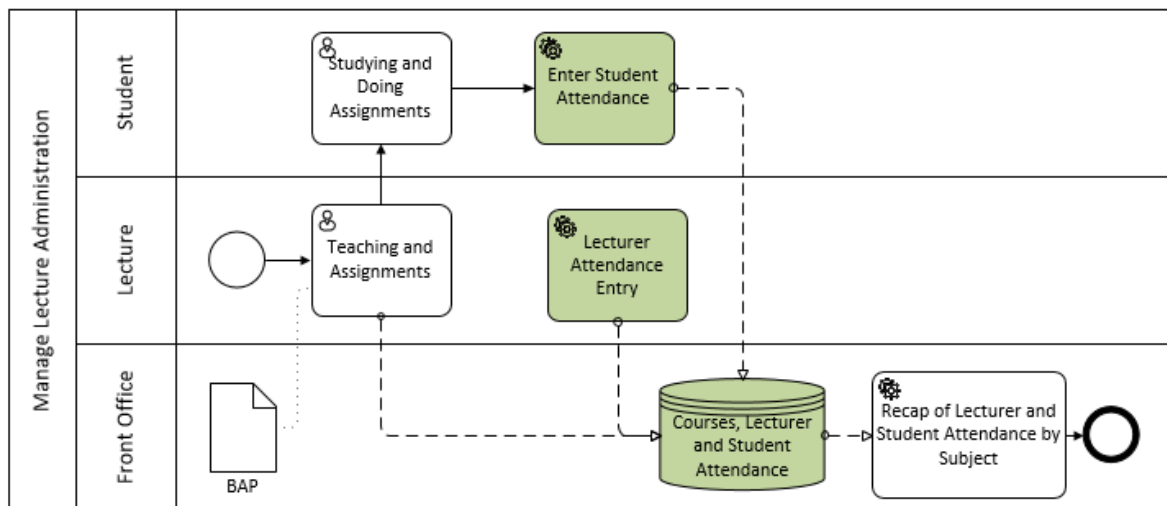 Manage Lecture Administration
Student
Studying and
Doing
Assignments
Enter Student
Attendance
Lecture
Teaching and
Assignments
Lecturer
Attendance
Entry
Front Office
BAP
Courses, Lecturer
and Student
Attendance
Recap of Lecturer and
Student Attendance by
Subject